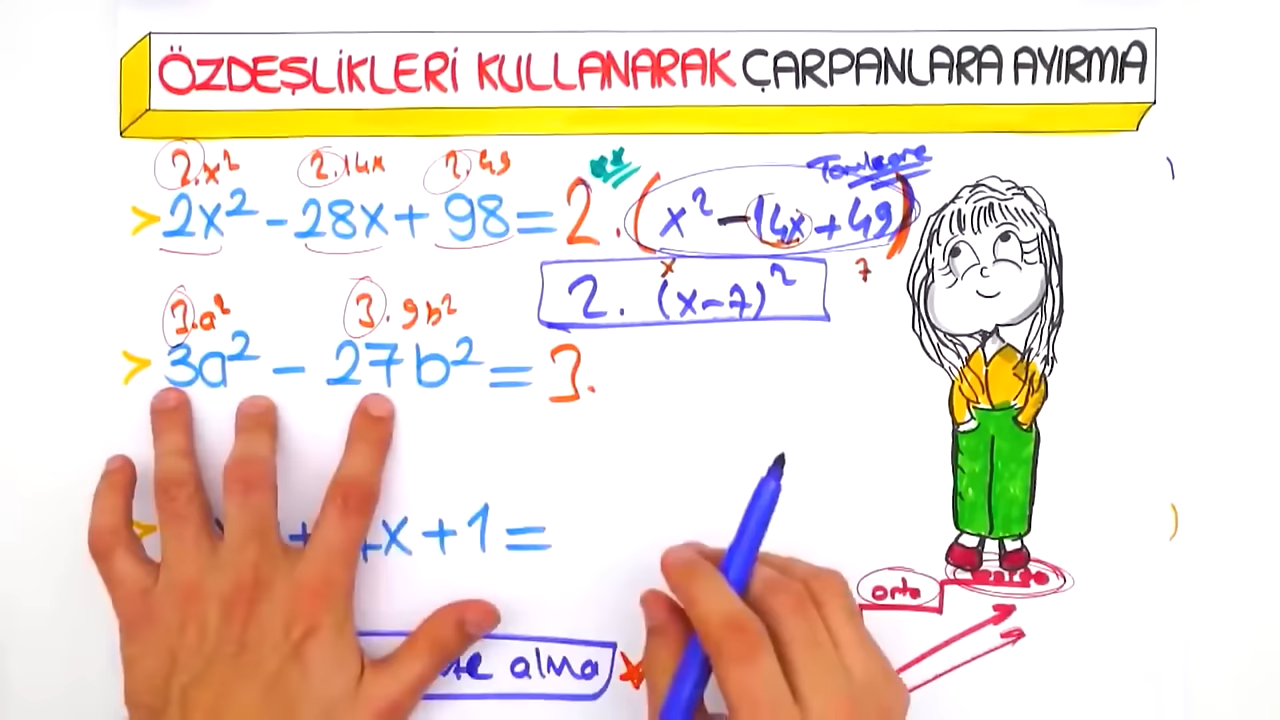 ÖZDEŞLİKLERİ KULLANARAK ÇARPANLARA AYIRMA
2.x² 2.14x 2.49
> 2x² - 28x + 98 = 2.(x² - 14x + 49)
x 7
2. (x-7)²
3.a² 3.9b²
> 3a² - 27b² = 3.
x + 1 =
orta
alma